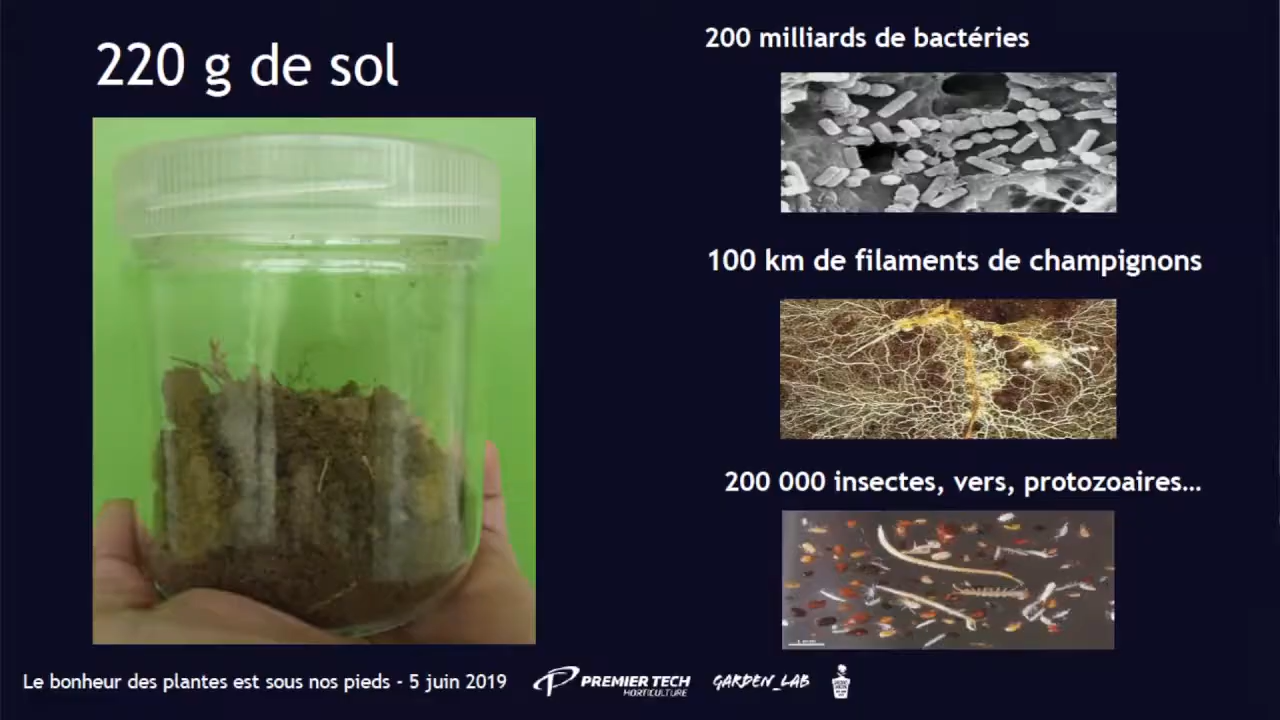 220 g de sol
200 milliards de bactéries
100 km de filaments de champignons
200 000 insectes, vers, protozoaires...
Le bonheur des plantes est sous nos pieds - 5 juin 2019
PREMIER TECH
HORTICULTURE
GARDEN_LAB